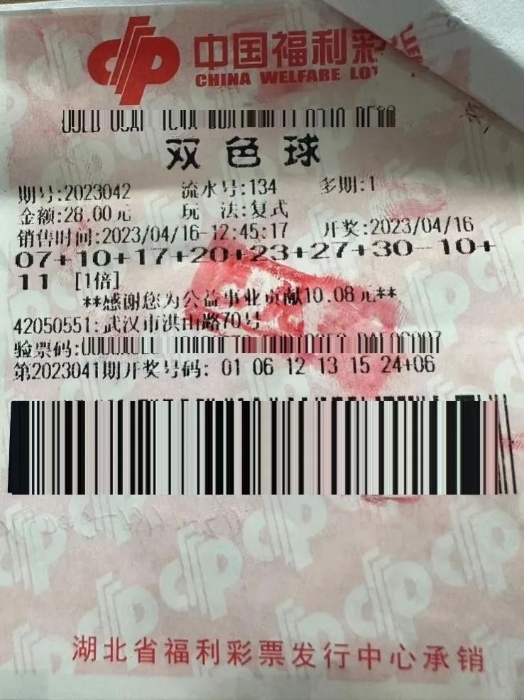 中国福利彩
CHINA WELFARE LOT
双色球
期号:2023042 流水号:134 多期:1
金额:28.00元 玩 法:复式
销售时间:2023/04/16-12:45:17 开奖:2023/04/16
07+10+17+20+23+27+30-10+
11 [1倍]
**感谢您为公益事业贡献10.08元**
42050551:武汉市洪山路70号
验票码:
第2023041期开奖号码: 01 06 12 13 15 24+06
湖北省福利彩票发行中心承销